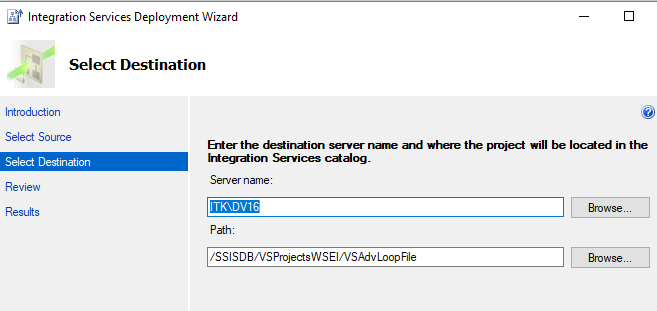 Integration Services Deployment Wizard
Select Destination
Introduction
Select Source
Select Destination
Review
Results
Enter the destination server name and where the project will be located in the
Integration Services catalog.
Server name:
ITK\DV16
Browse...
Path:
/SSISDB/VSProjectsWSEI/VSAdvLoopFile
Browse...